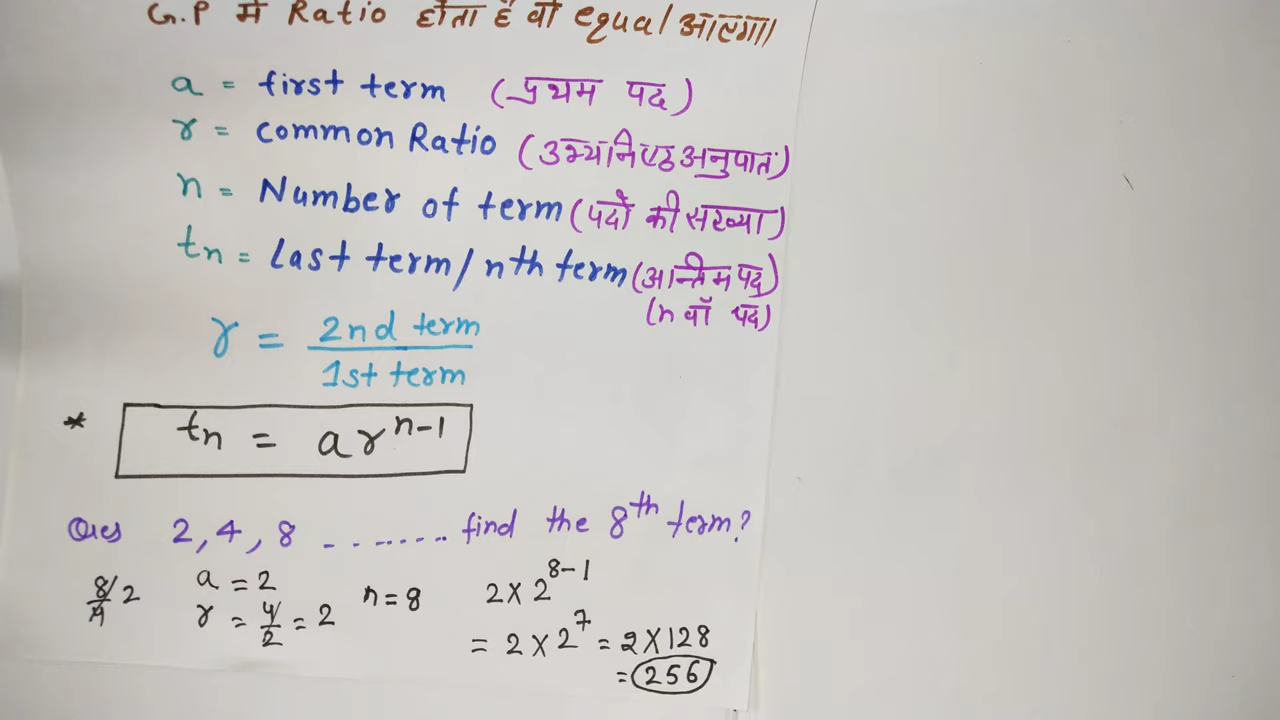 G.P में Ratio होता है वो equal आएगा।
a = first term (प्रथम पद)
r = common Ratio (उभ्यनिष्ठ अनुपात)
n = Number of term (पदों की संख्या)
tn = Last term/nth term (अन्तिम पद)
(n वाँ पद)
r = 2nd term / 1st term
* tn = ar^n-1
Ques 2, 4, 8 ........ find the 8th term?
8/4 2 a = 2 n = 8 2 × 2^8-1
r = 4/2 = 2 = 2 × 2^7 = 2 × 128
= 256